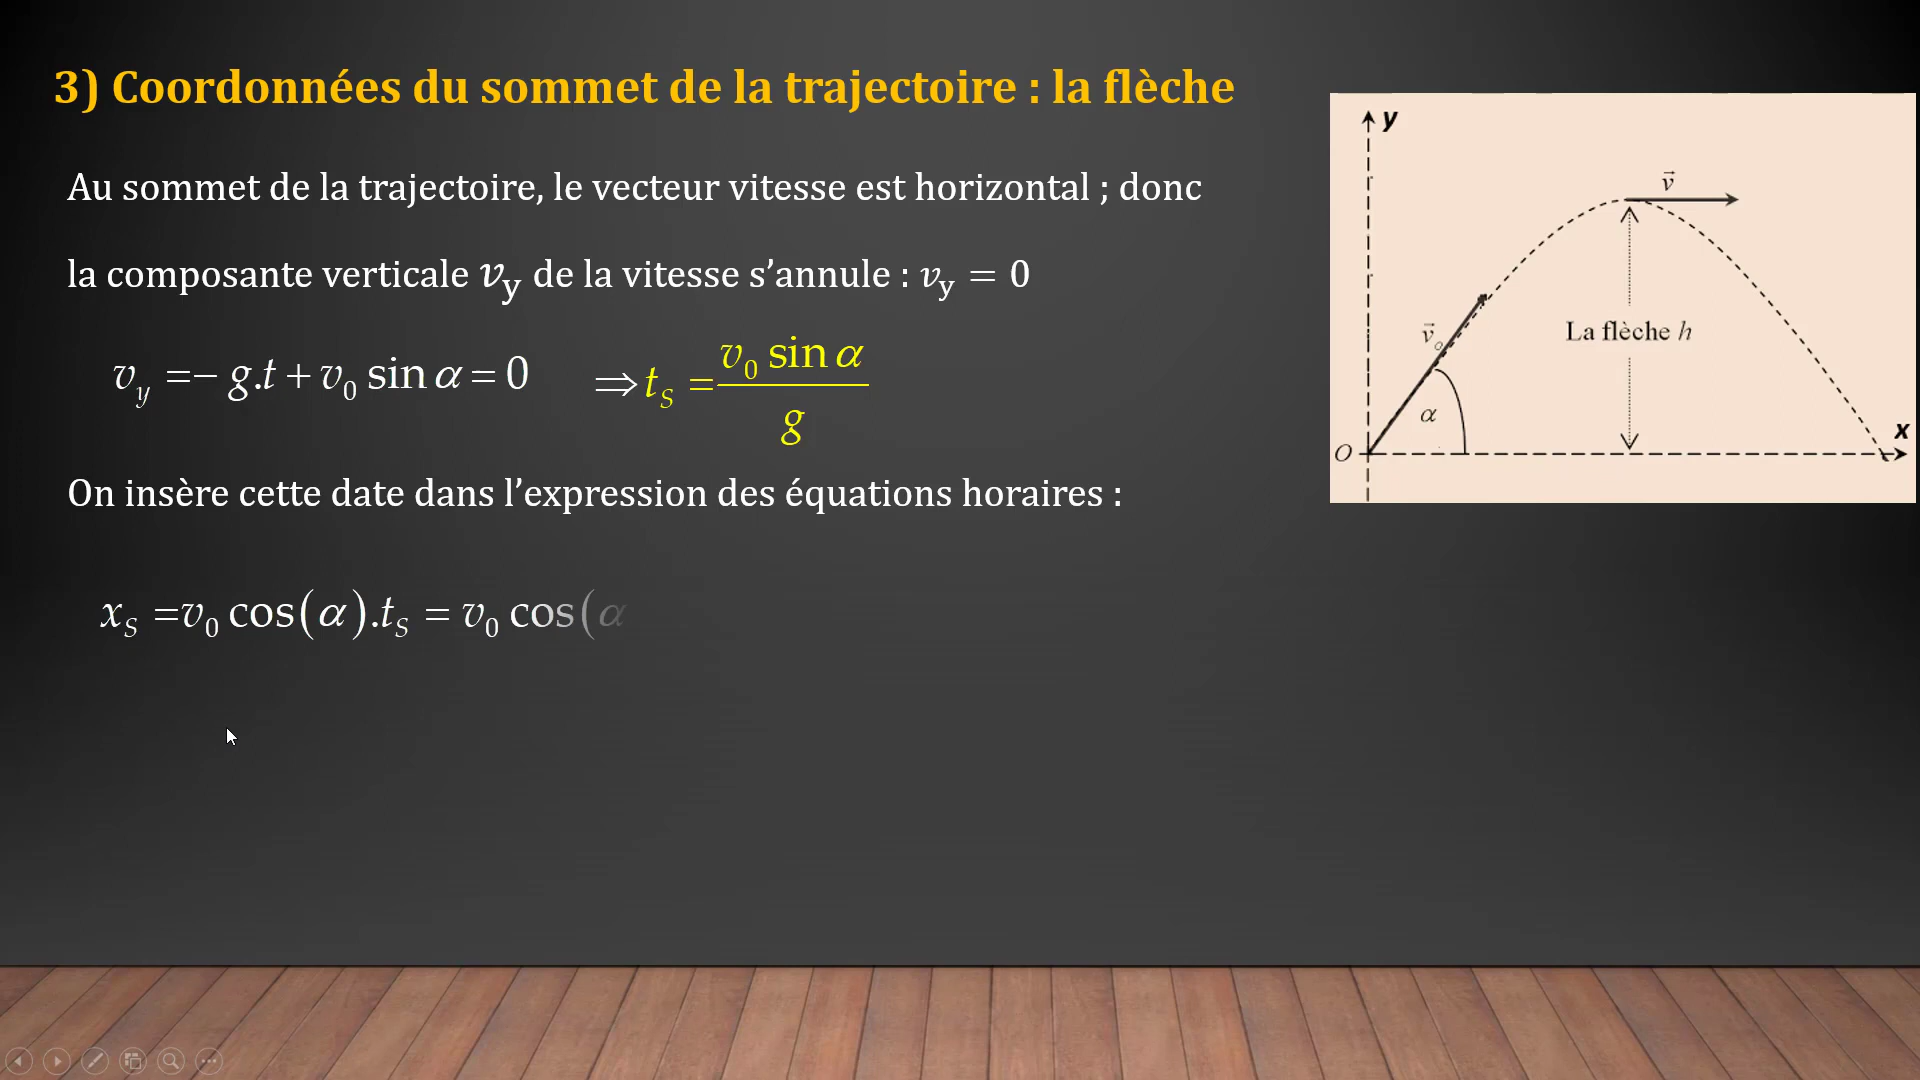 3) Coordonnées du sommet de la trajectoire : la flèche
Au sommet de la trajectoire, le vecteur vitesse est horizontal ; donc
la composante verticale v_y de la vitesse s’annule : v_y = 0
v_y =− g.t + v_0 sin α = 0 ⇒ t_S = (v_0 sin α)/g
On insère cette date dans l’expression des équations horaires :
x_S =v_0 cos(α).t_S = v_0 cos(α
y
v⃗
v⃗_0
La flèche h
α
O
x